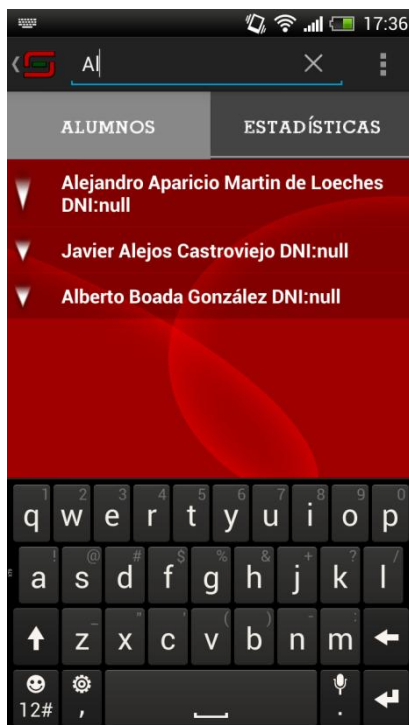 17:36
Al
ALUMNOS
ESTADÍSTICAS
Alejandro Aparicio Martin de Loeches
DNI:null
Javier Alejos Castroviejo DNI:null
Alberto Boada González DNI:null
1 2 3 4 5 6 7 8 9 0
q w e r t y u i o p
! @ # $ % & + ? /
a s d f g h j k l
_ " ' : ( ) - :
z x c v b n m
12# , .